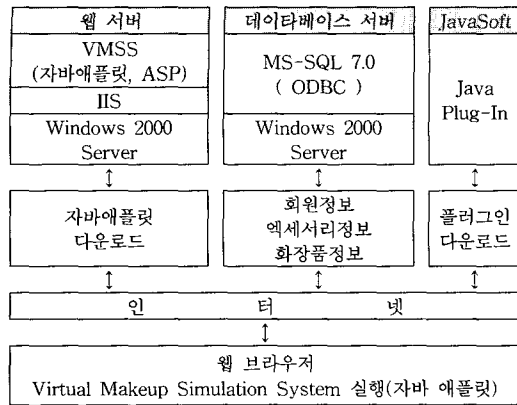 웹 서버
VMSS
(자바애플릿, ASP)
IIS
Windows 2000
Server
데이타베이스 서버
MS-SQL 7.0
( ODBC )
Windows 2000
Server
JavaSoft
Java
Plug-In
자바애플릿
다운로드
회원정보
엑세서리정보
화장품정보
플러그인
다운로드
인 터 넷
웹 브라우저
Virtual Makeup Simulation System 실행(자바 애플릿)